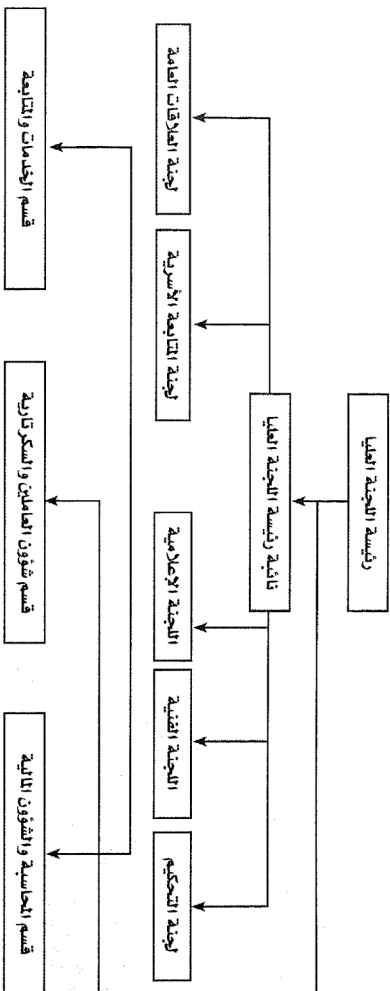 رئيسة اللجنة العليا
نائبة رئيسة اللجنة العليا
لجنة العلاقات العامة
لجنة المتابعة الأسرية
اللجنة الإعلامية
اللجنة الفنية
لجنة التحكيم
قسم الخدمات والمتابعة
قسم شؤون العاملين والسكرتارية
قسم المحاسبة والشؤون المالية